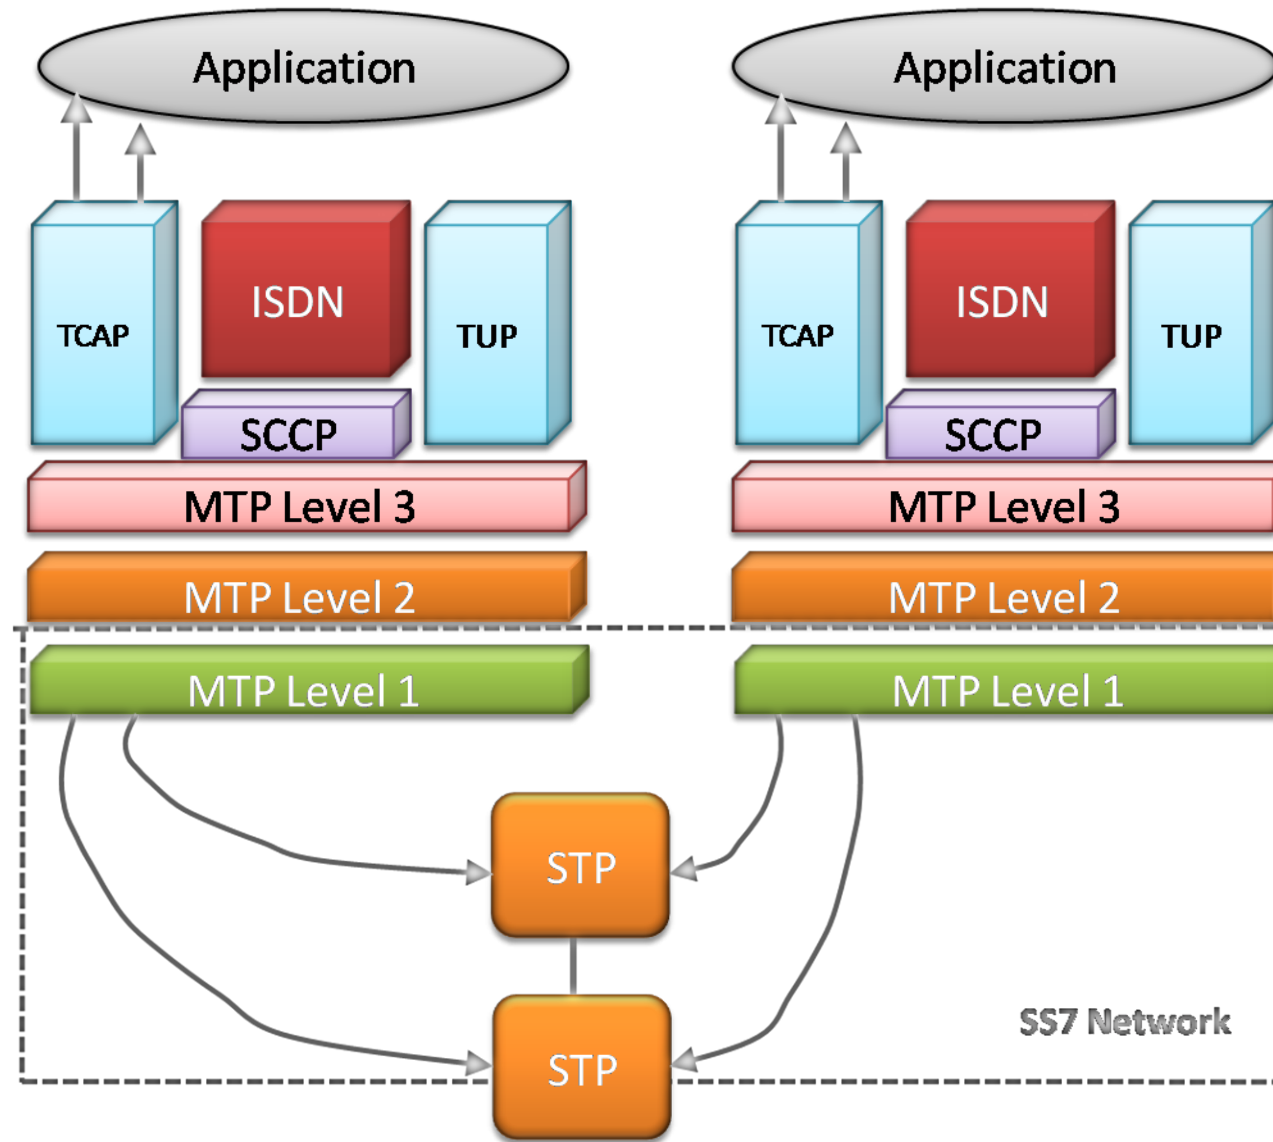 Application
Application
ISDN
TCAP
TUP
SCCP
ISDN
TCAP
TUP
SCCP
MTP Level 3
MTP Level 3
MTP Level 2
MTP Level 2
MTP Level 1
MTP Level 1
STP
SS7 Network
STP